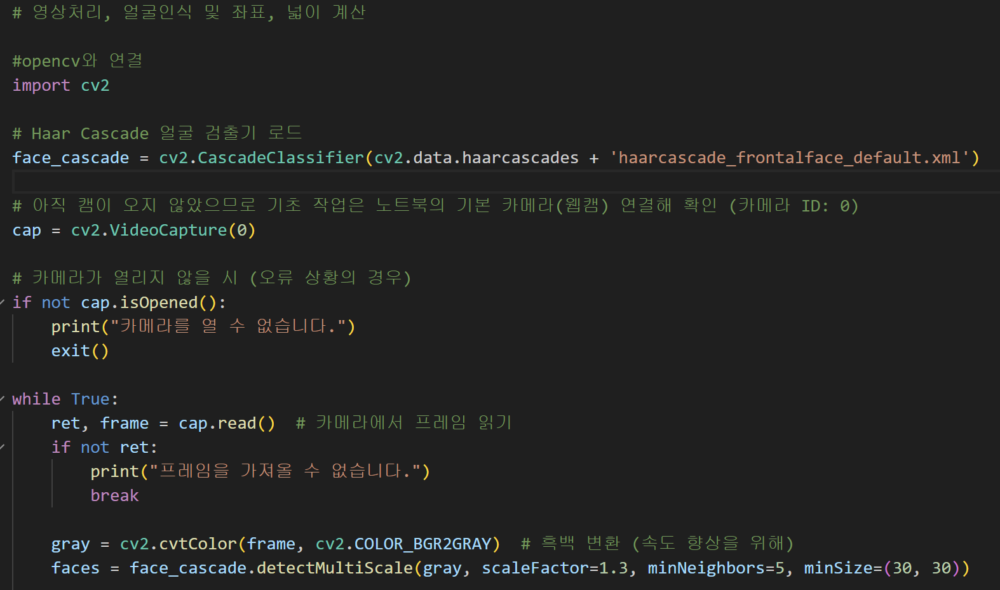 # 영상처리, 얼굴인식 및 좌표, 넓이 계산
#opencv와 연결
import cv2
# Haar Cascade 얼굴 검출기 로드
face_cascade = cv2.CascadeClassifier(cv2.data.haarcascades + 'haarcascade_frontalface_default.xml')
# 아직 캠이 오지 않았으므로 기초 작업은 노트북의 기본 카메라(웹캠) 연결해 확인 (카메라 ID: 0)
cap = cv2.VideoCapture(0)
# 카메라가 열리지 않을 시 (오류 상황의 경우)
if not cap.isOpened():
    print("카메라를 열 수 없습니다.")
    exit()
while True:
    ret, frame = cap.read()  # 카메라에서 프레임 읽기
    if not ret:
        print("프레임을 가져올 수 없습니다.")
        break
    gray = cv2.cvtColor(frame, cv2.COLOR_BGR2GRAY)  # 흑백 변환 (속도 향상을 위해)
    faces = face_cascade.detectMultiScale(gray, scaleFactor=1.3, minNeighbors=5, minSize=(30, 30))